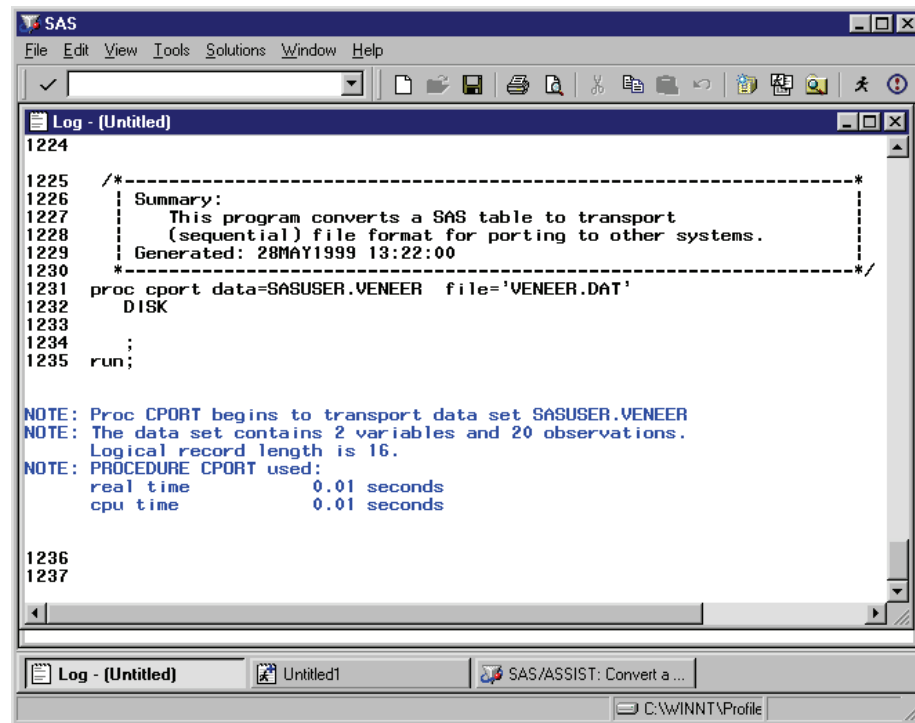 SAS
File Edit View Tools Solutions Window Help
Log - (Untitled)
1224
1225 /*------------------------------------------------------------------*
1226 | Summary: |
1227 | This program converts a SAS table to transport |
1228 | (sequential) file format for porting to other systems. |
1229 | Generated: 28MAY1999 13:22:00 |
1230 *------------------------------------------------------------------*/
1231 proc cport data=SASUSER.VENEER file='VENEER.DAT'
1232 DISK
1233
1234 ;
1235 run;
NOTE: Proc CPORT begins to transport data set SASUSER.VENEER
NOTE: The data set contains 2 variables and 20 observations.
Logical record length is 16.
NOTE: PROCEDURE CPORT used:
real time 0.01 seconds
cpu time 0.01 seconds
1236
1237
Log - (Untitled) Untitled1 SAS/ASSIST: Convert a ...
C:\WINNT\Profile